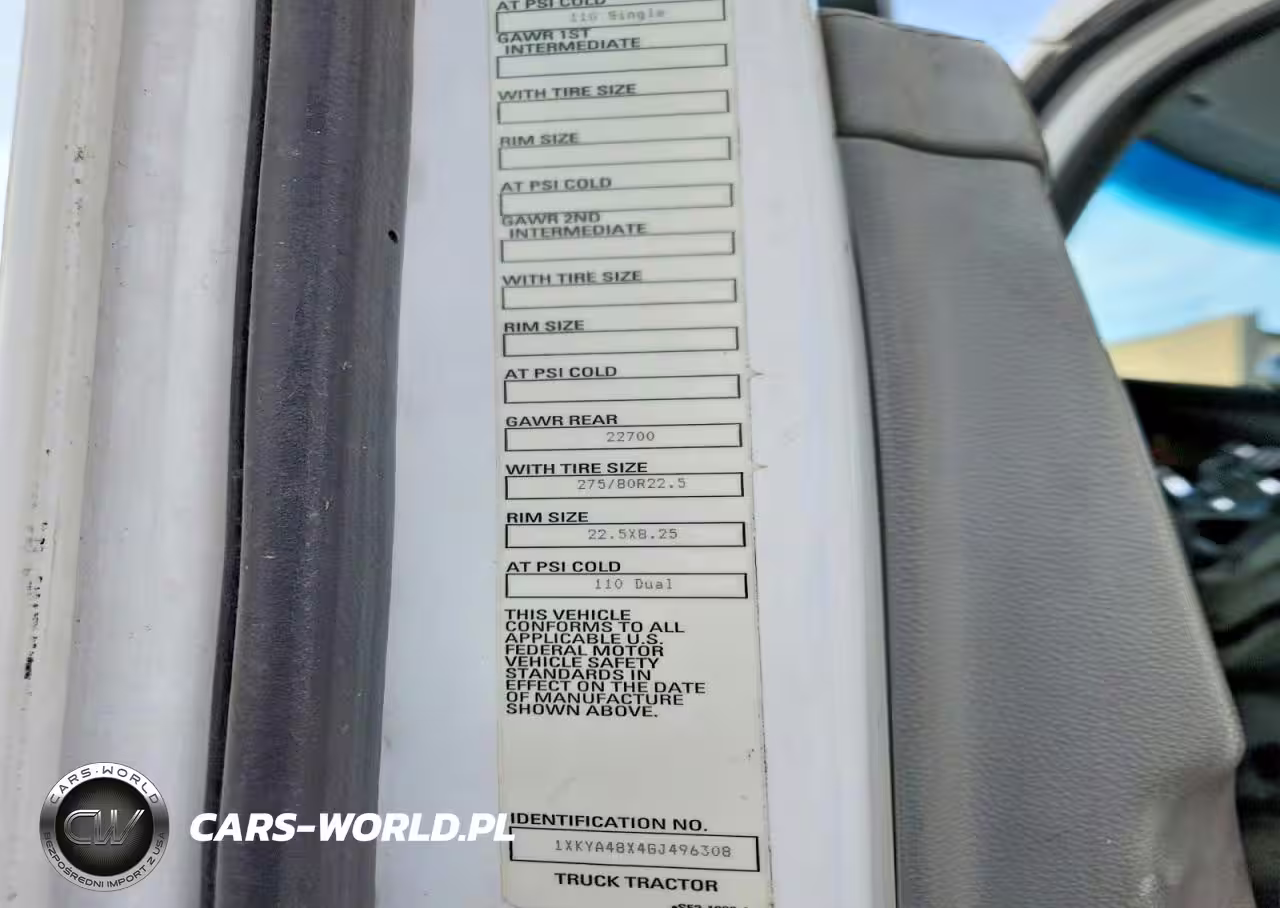 AT PSI COLD
110 Single
GAWR 1ST
INTERMEDIATE
WITH TIRE SIZE
RIM SIZE
AT PSI COLD
GAWR 2ND
INTERMEDIATE
WITH TIRE SIZE
RIM SIZE
AT PSI COLD
GAWR REAR
22700
WITH TIRE SIZE
275/80R22.5
RIM SIZE
22.5X8.25
AT PSI COLD
110 Dual
THIS VEHICLE
CONFORMS TO ALL
APPLICABLE U.S.
FEDERAL MOTOR
VEHICLE SAFETY
STANDARDS IN
EFFECT ON THE DATE
OF MANUFACTURE
SHOWN ABOVE.
IDENTIFICATION NO.
1XKYA48X4GJ496308
TRUCK TRACTOR
CARS-WORLD
CW
BEZPOŚREDNI IMPORT Z USA
CARS-WORLD.PL